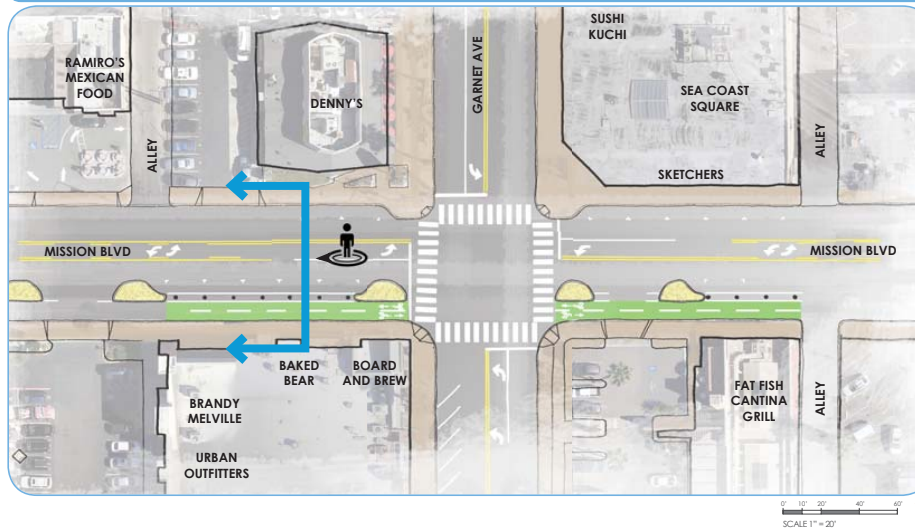 SUSHI
KUCHI
RAMIRO'S
MEXICAN
FOOD
DENNY'S
GARNET AVE
SEA COAST
SQUARE
ALLEY
ALLEY
SKETCHERS
MISSION BLVD
MISSION BLVD
BAKED
BEAR
BOARD
AND BREW
BRANDY
MELVILLE
FAT FISH
CANTINA
GRILL
ALLEY
URBAN
OUTFITTERS
0' 10' 20' 40' 60'
SCALE 1" = 20'